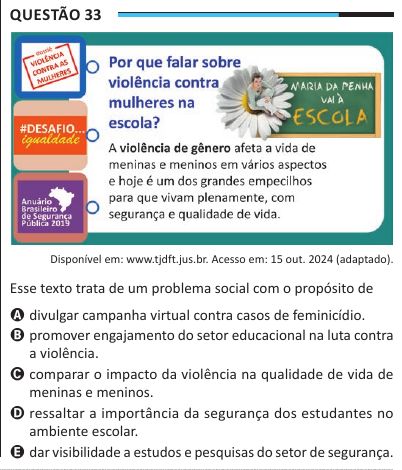 QUESTÃO 33
dossiê
VIOLÊNCIA
CONTRA AS
MULHERES
#DESAFIO...
igualdade
Anuário
Brasileiro
de Segurança
Pública 2019
Por que falar sobre
violência contra
mulheres na
escola?
MARIA DA PENHA
VAI À
ESCOLA
A violência de gênero afeta a vida de
meninas e meninos em vários aspectos
e hoje é um dos grandes empecilhos
para que vivam plenamente, com
segurança e qualidade de vida.
Disponível em: www.tjdft.jus.br. Acesso em: 15 out. 2024 (adaptado).
Esse texto trata de um problema social com o propósito de
A divulgar campanha virtual contra casos de feminicídio.
B promover engajamento do setor educacional na luta contra
a violência.
C comparar o impacto da violência na qualidade de vida de
meninas e meninos.
D ressaltar a importância da segurança dos estudantes no
ambiente escolar.
E dar visibilidade a estudos e pesquisas do setor de segurança.